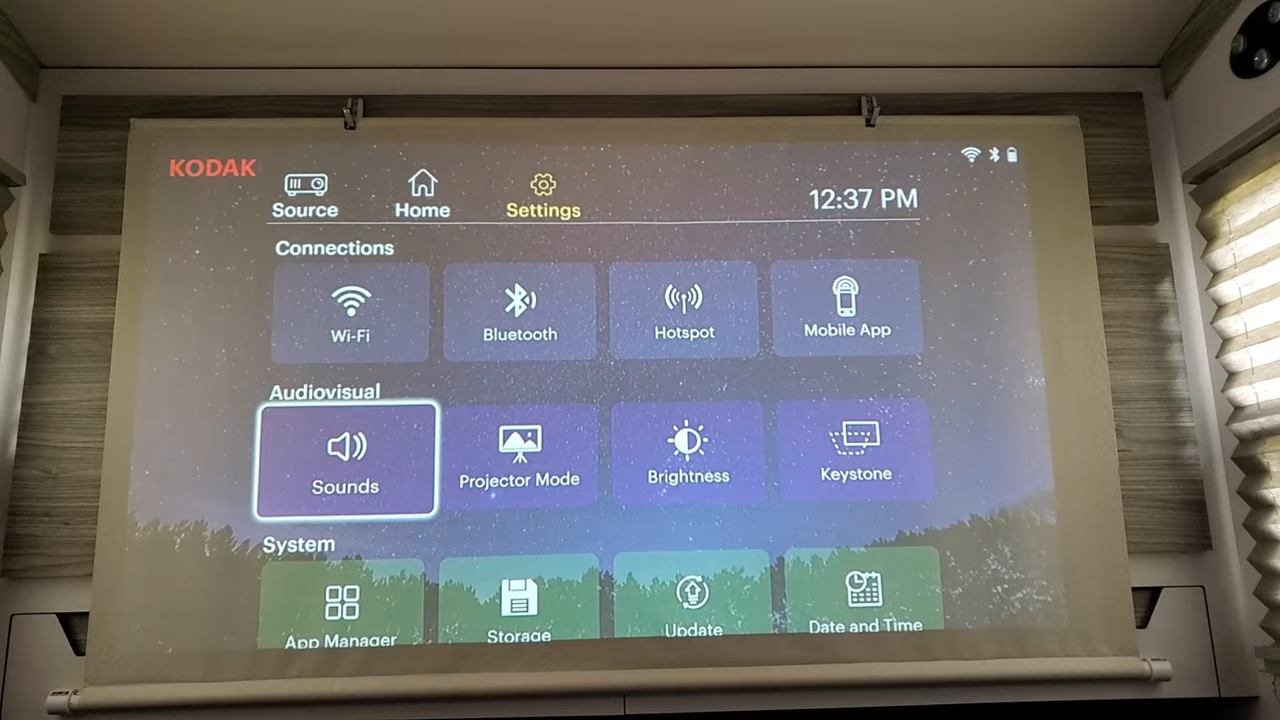 KODAK
Source Home Settings 12:37 PM
Connections
Wi-Fi Bluetooth Hotspot Mobile App
Audiovisual
Sounds Projector Mode Brightness Keystone
System
App Manager Storage Update Date and Time